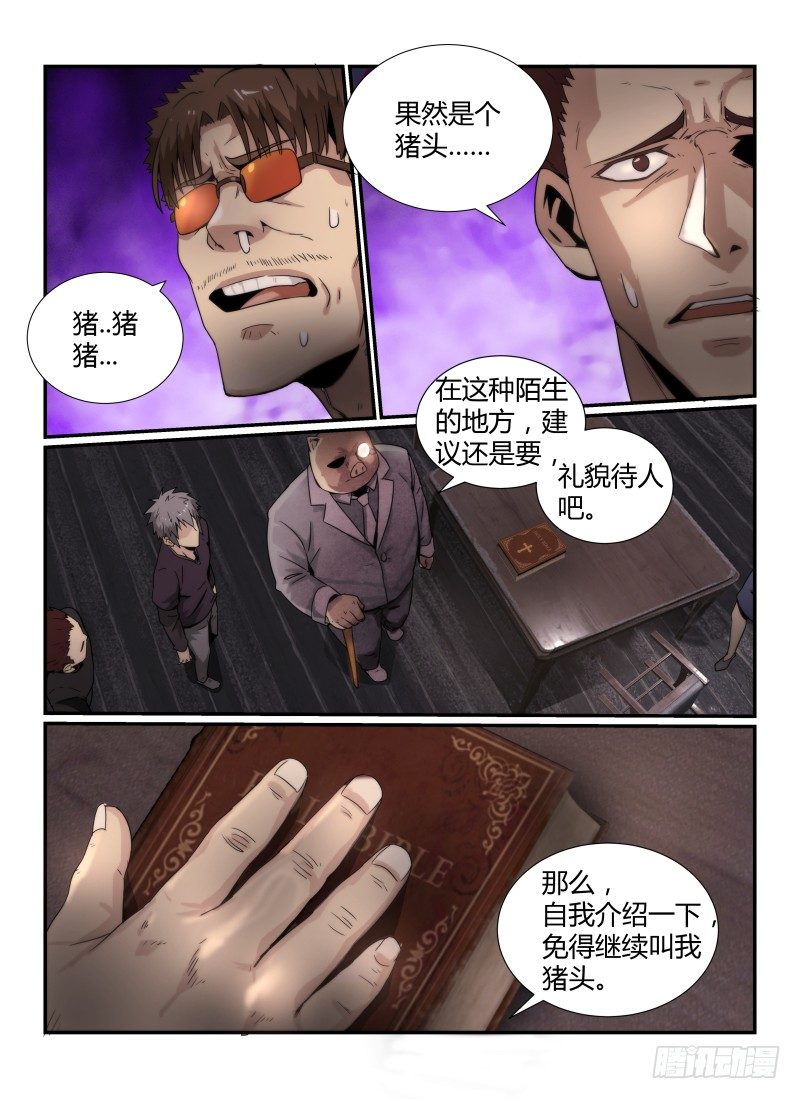 猪..猪
猪...
果然是个
猪头......
在这种陌生
的地方，建
议还是要，
礼貌待人
吧。
BIBLE
那么，
自我介绍一下，
免得继续叫我
猪头。
腾讯动漫